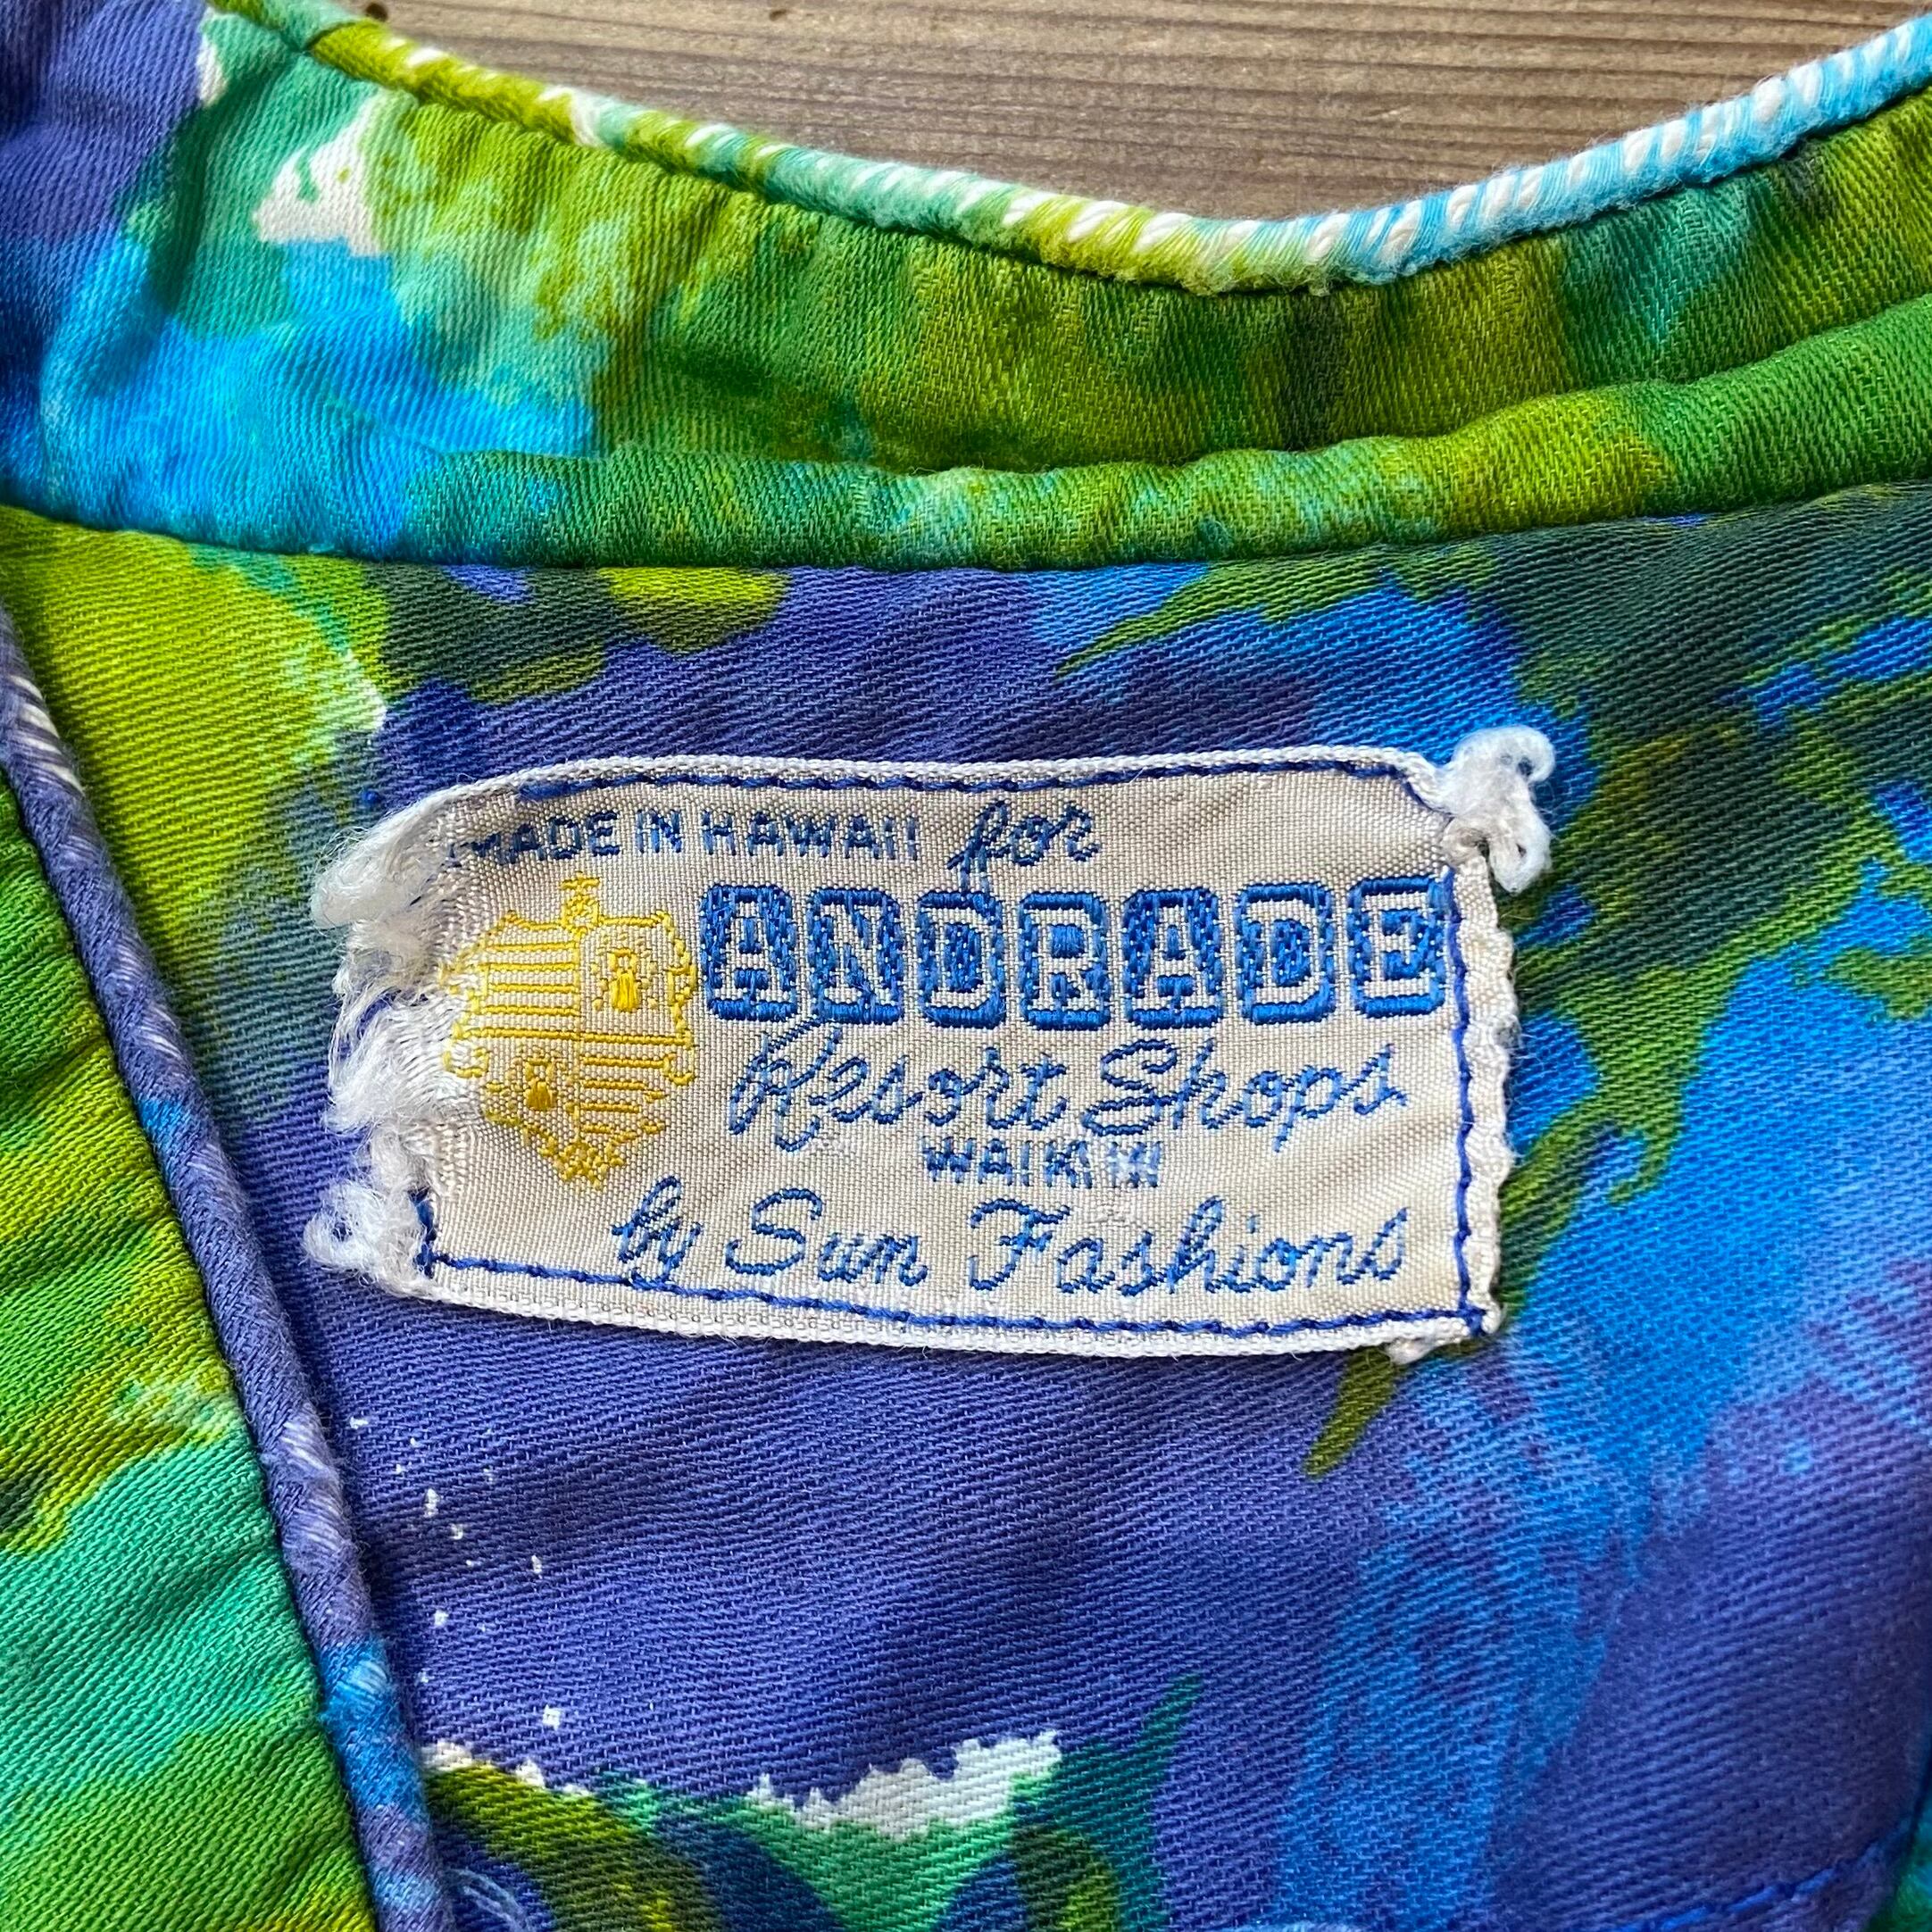 MADE IN HAWAII for
ANDRADE
Resort Shops
WAIKIKI
by Sun Fashions